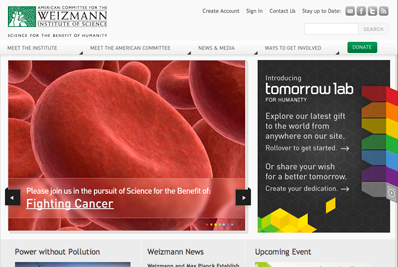 AMERICAN COMMITTEE FOR THE
WEIZMANN
INSTITUTE OF SCIENCE
SCIENCE FOR THE BENEFIT OF HUMANITY
Create Account Sign In Contact Us Stay up to Date:
SEARCH
MEET THE INSTITUTE MEET THE AMERICAN COMMITTEE NEWS & MEDIA WAYS TO GET INVOLVED DONATE
Please join us in the pursuit of Science for the Benefit of:
Fighting Cancer
Introducing
tomorrow lab
FOR HUMANITY
Explore our latest gift
to the world from
anywhere on our site.
Rollover to get started.
Or share your wish
for a better tomorrow.
Create your dedication.
Power without Pollution
Weizmann News
Weizmann and Max Planck Establish
Upcoming Event